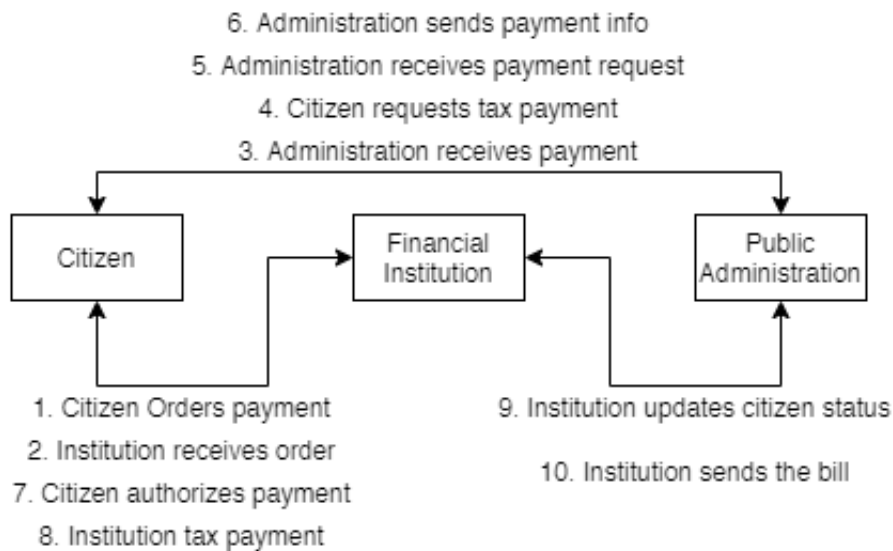 6. Administration sends payment info
5. Administration receives payment request
4. Citizen requests tax payment
3. Administration receives payment
Citizen
Financial
Institution
Public
Administration
1. Citizen Orders payment
2. Institution receives order
7. Citizen authorizes payment
8. Institution tax payment
9. Institution updates citizen status
10. Institution sends the bill